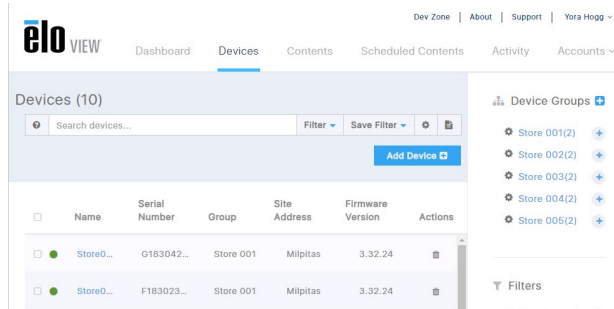 Dev Zone | About | Support | Yora Hogg
ēlo VIEW
Dashboard Devices Contents Scheduled Contents Activity Accounts
Devices (10)
Search devices... Filter Save Filter
Add Device
Name Serial Number Group Site Address Firmware Version Actions
Store0... G183042... Store 001 Milpitas 3.32.24
Store0... F183023... Store 001 Milpitas 3.32.24
Device Groups
Store 001(2)
Store 002(2)
Store 003(2)
Store 004(2)
Store 005(2)
Filters